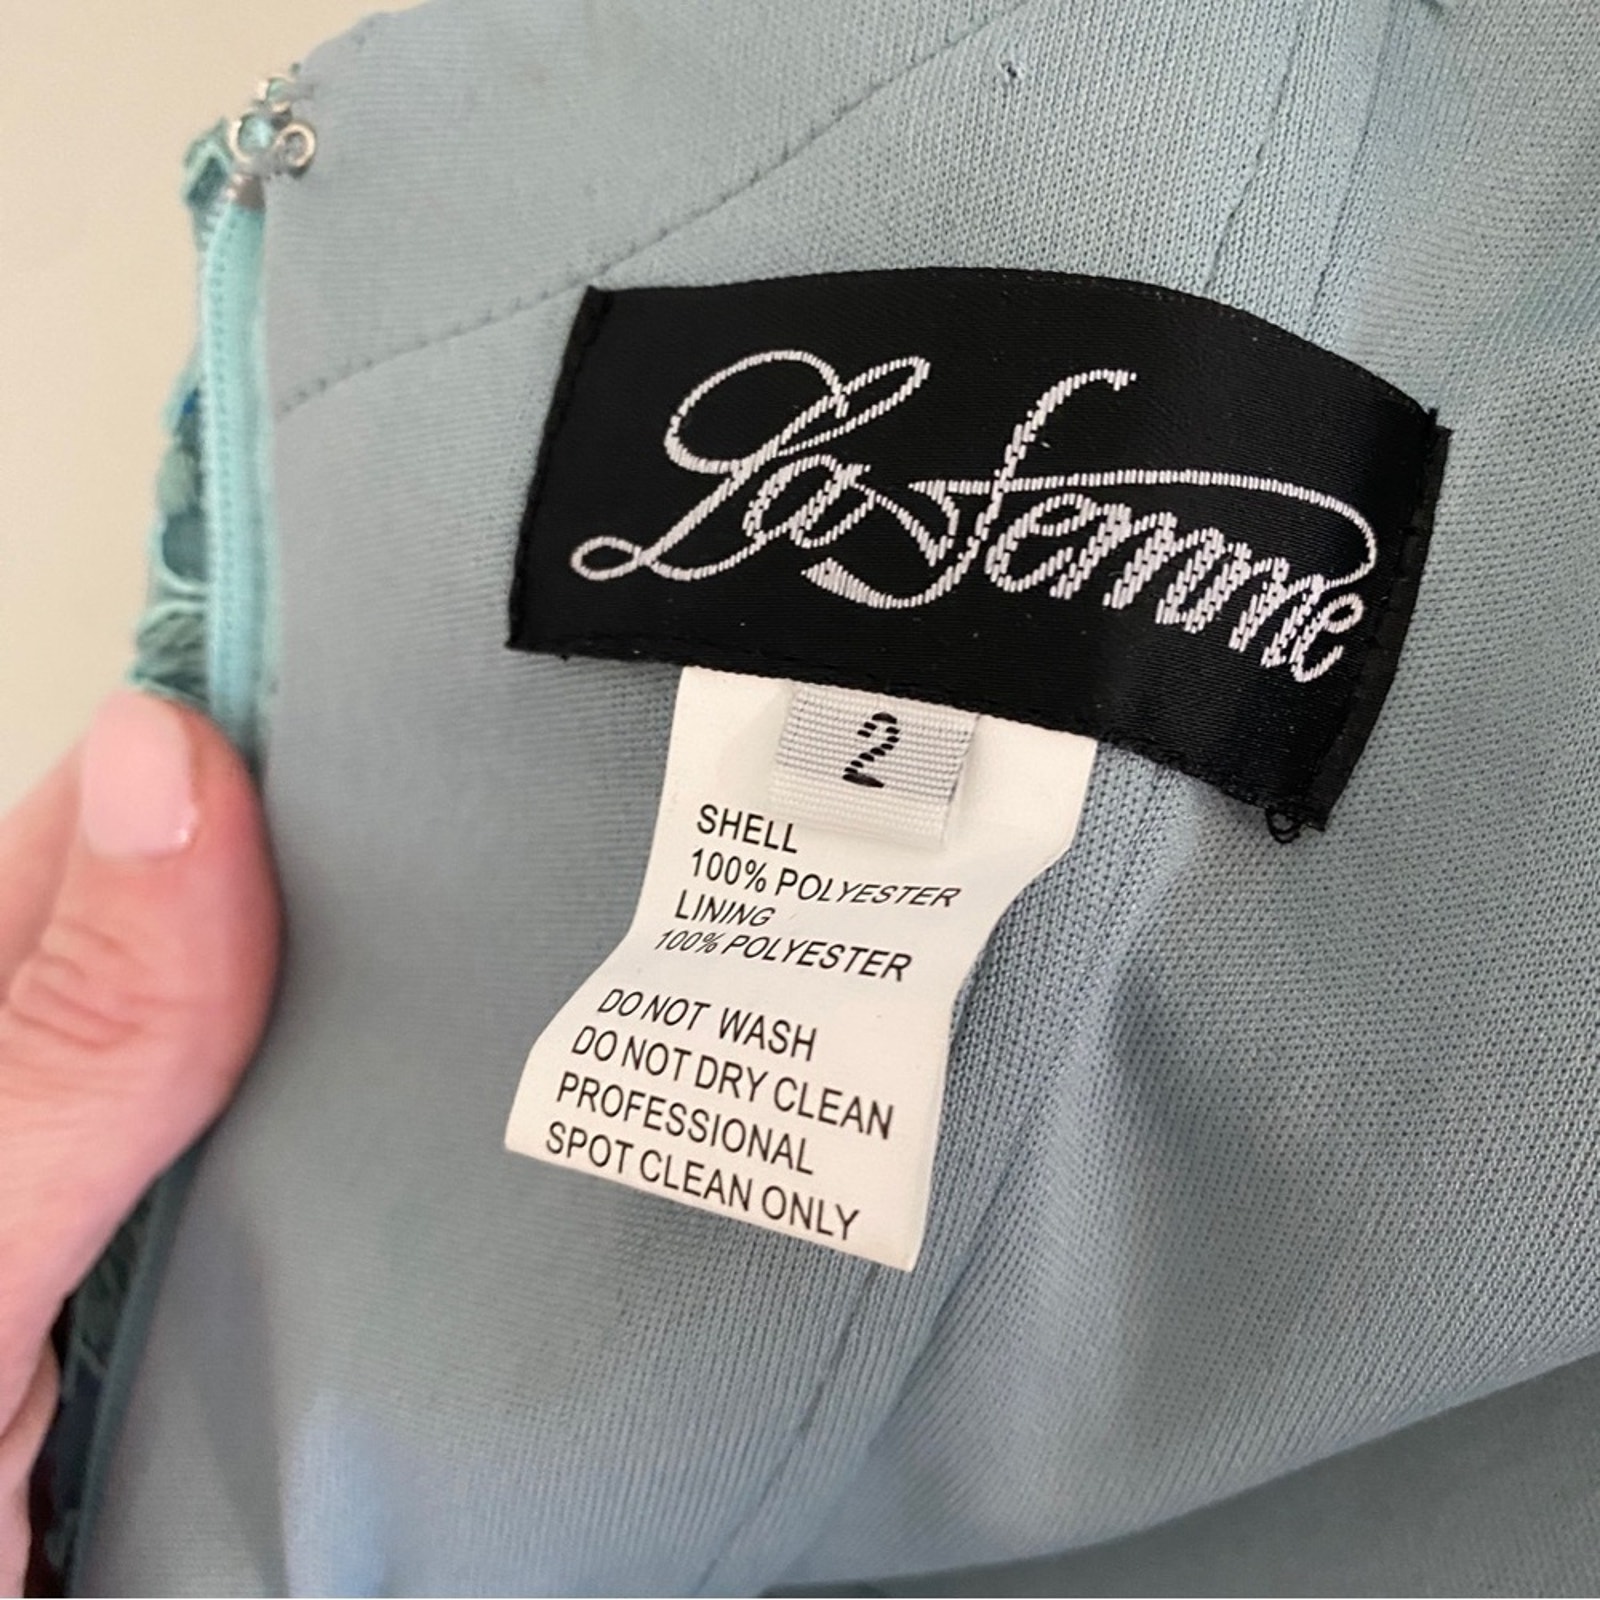 La Femme
2
SHELL
100% POLYESTER
LINING
100% POLYESTER
DO NOT WASH
DO NOT DRY CLEAN
PROFESSIONAL
SPOT CLEAN ONLY